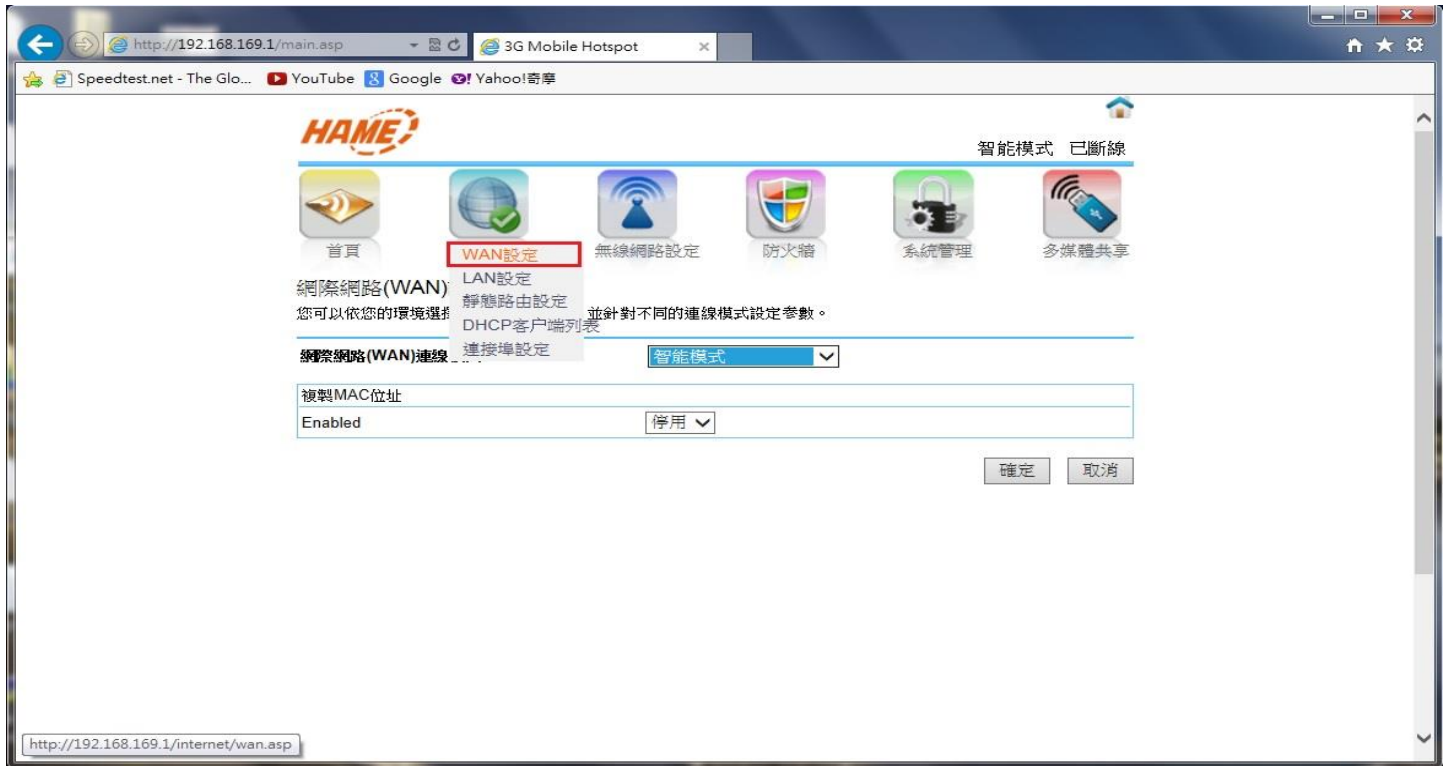 http://192.168.169.1/main.asp
3G Mobile Hotspot
Speedtest.net - The Glo... YouTube Google Yahoo!奇摩
HAME
智能模式 已斷線
首頁
無線網路設定
防火牆
系統管理
多媒體共享
WAN設定
LAN設定
靜態路由設定
DHCP客户端列表
連接埠設定
網際網路(WAN)
您可以依您的環境選擇 並針對不同的連線模式設定參數。
網際網路(WAN)連線 智能模式
複製MAC位址
Enabled 停用
確定 取消
http://192.168.169.1/internet/wan.asp